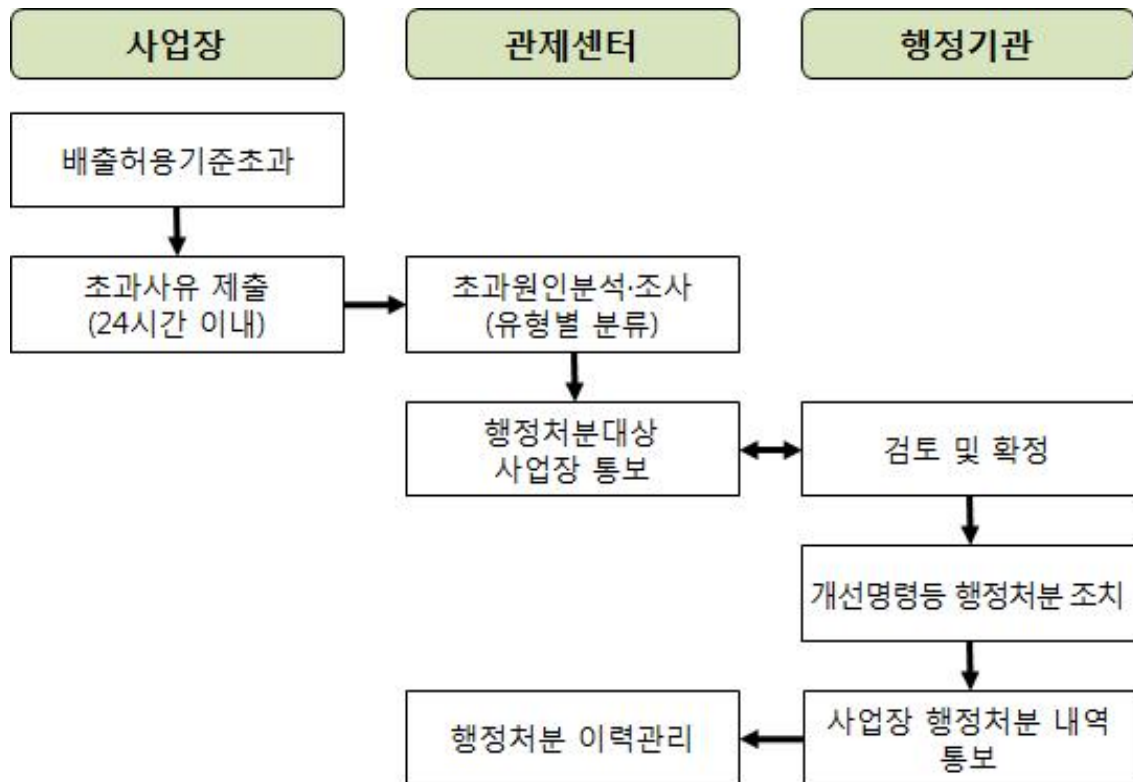 사업장
관제센터
행정기관
배출허용기준초과
초과사유 제출
(24시간 이내)
초과원인분석·조사
(유형별 분류)
행정처분대상
사업장 통보
검토 및 확정
개선명령등 행정처분 조치
행정처분 이력관리
사업장 행정처분 내역
통보